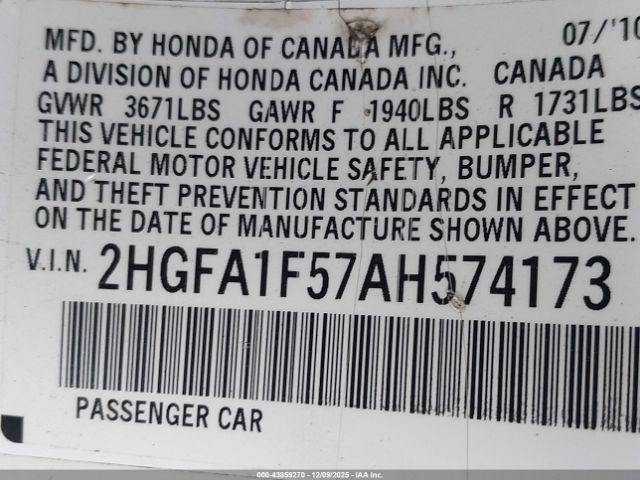 MFD. BY HONDA OF CANADA MFG., 07/'10
A DIVISION OF HONDA CANADA INC. CANADA
GVWR 3671LBS GAWR F 1940LBS R 1731LBS
THIS VEHICLE CONFORMS TO ALL APPLICABLE
FEDERAL MOTOR VEHICLE SAFETY, BUMPER,
AND THEFT PREVENTION STANDARDS IN EFFECT
ON THE DATE OF MANUFACTURE SHOWN ABOVE.
V.I.N. 2HGFA1F57AH574173
PASSENGER CAR
000-43859270 - 12/09/2025 - IAAI.COM